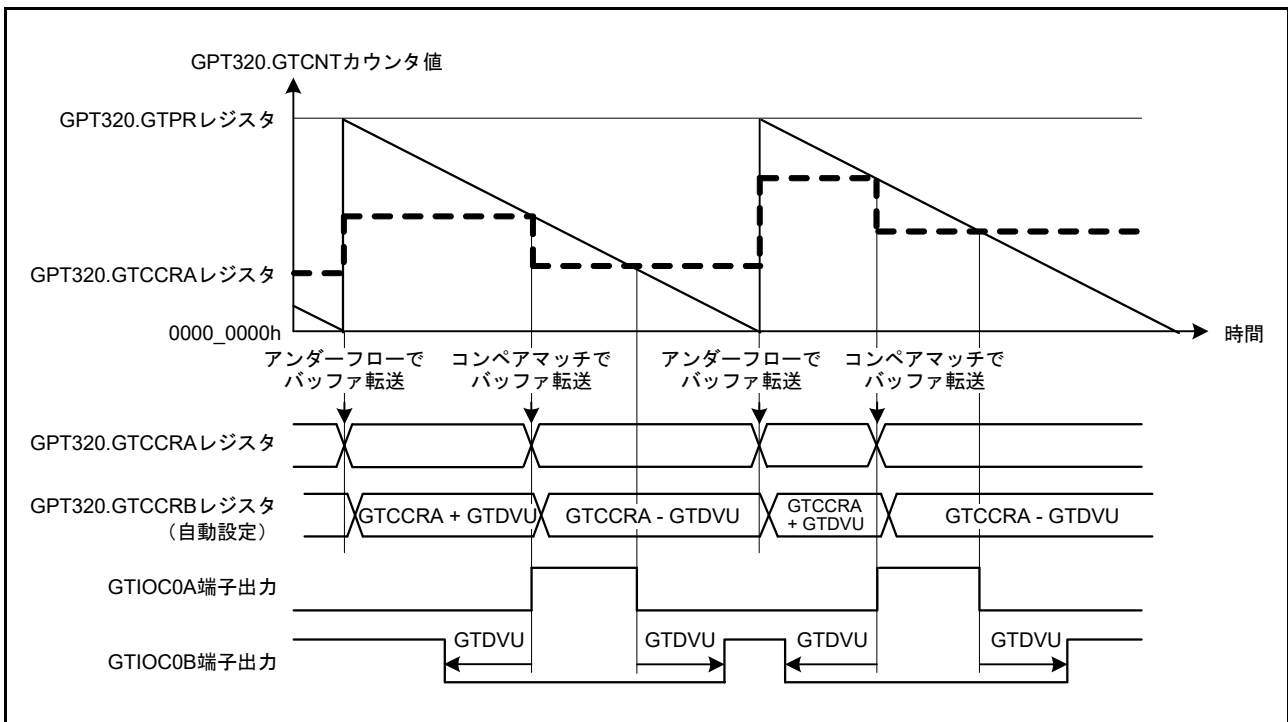 GPT320.GTCNTカウンタ値
GPT320.GTPRレジスタ
GPT320.GTCCRAレジスタ
0000_0000h
時間
アンダーフローで
バッファ転送
コンペアマッチで
バッファ転送
アンダーフローで
バッファ転送
コンペアマッチで
バッファ転送
GPT320.GTCCRAレジスタ
GPT320.GTCCRBレジスタ
(自動設定)
GTCCRA + GTDVU
GTCCRA - GTDVU
GTCCRA
+ GTDVU
GTCCRA - GTDVU
GTIOC0A端子出力
GTIOC0B端子出力
GTDVU
GTDVU
GTDVU
GTDVU